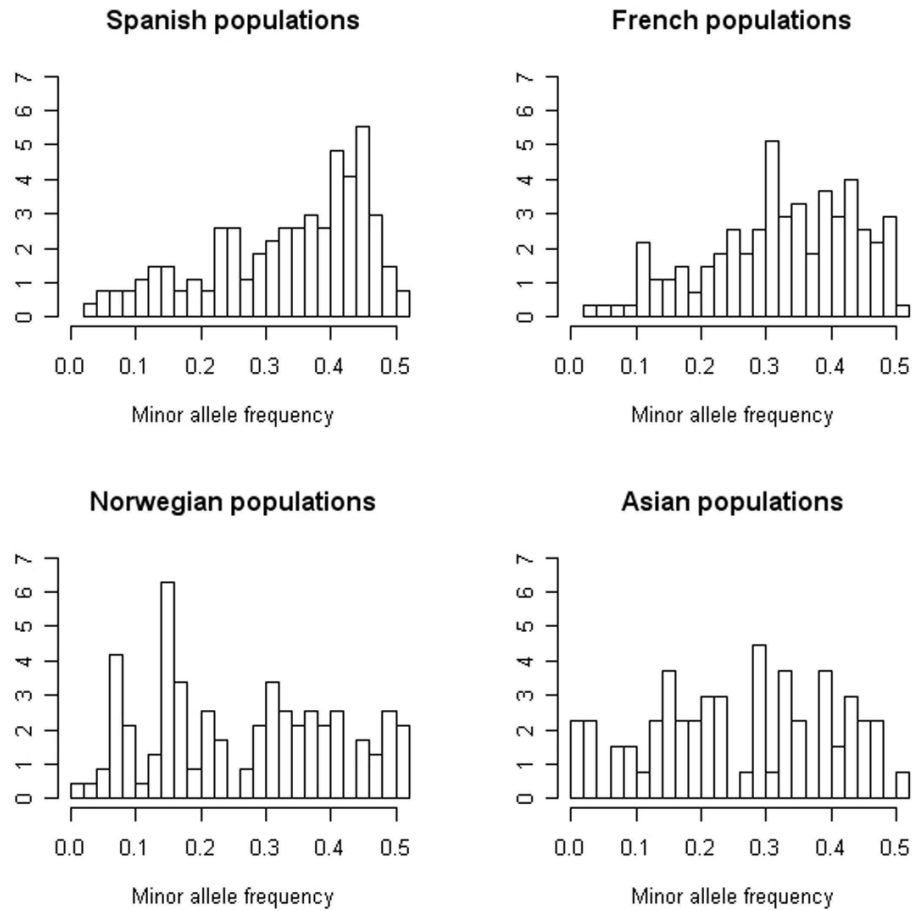 Spanish populations
7
6
5
4
3
2
1
0
0.0 0.1 0.2 0.3 0.4 0.5
Minor allele frequency
French populations
7
6
5
4
3
2
1
0
0.0 0.1 0.2 0.3 0.4 0.5
Minor allele frequency
Norwegian populations
7
6
5
4
3
2
1
0
0.0 0.1 0.2 0.3 0.4 0.5
Minor allele frequency
Asian populations
7
6
5
4
3
2
1
0
0.0 0.1 0.2 0.3 0.4 0.5
Minor allele frequency